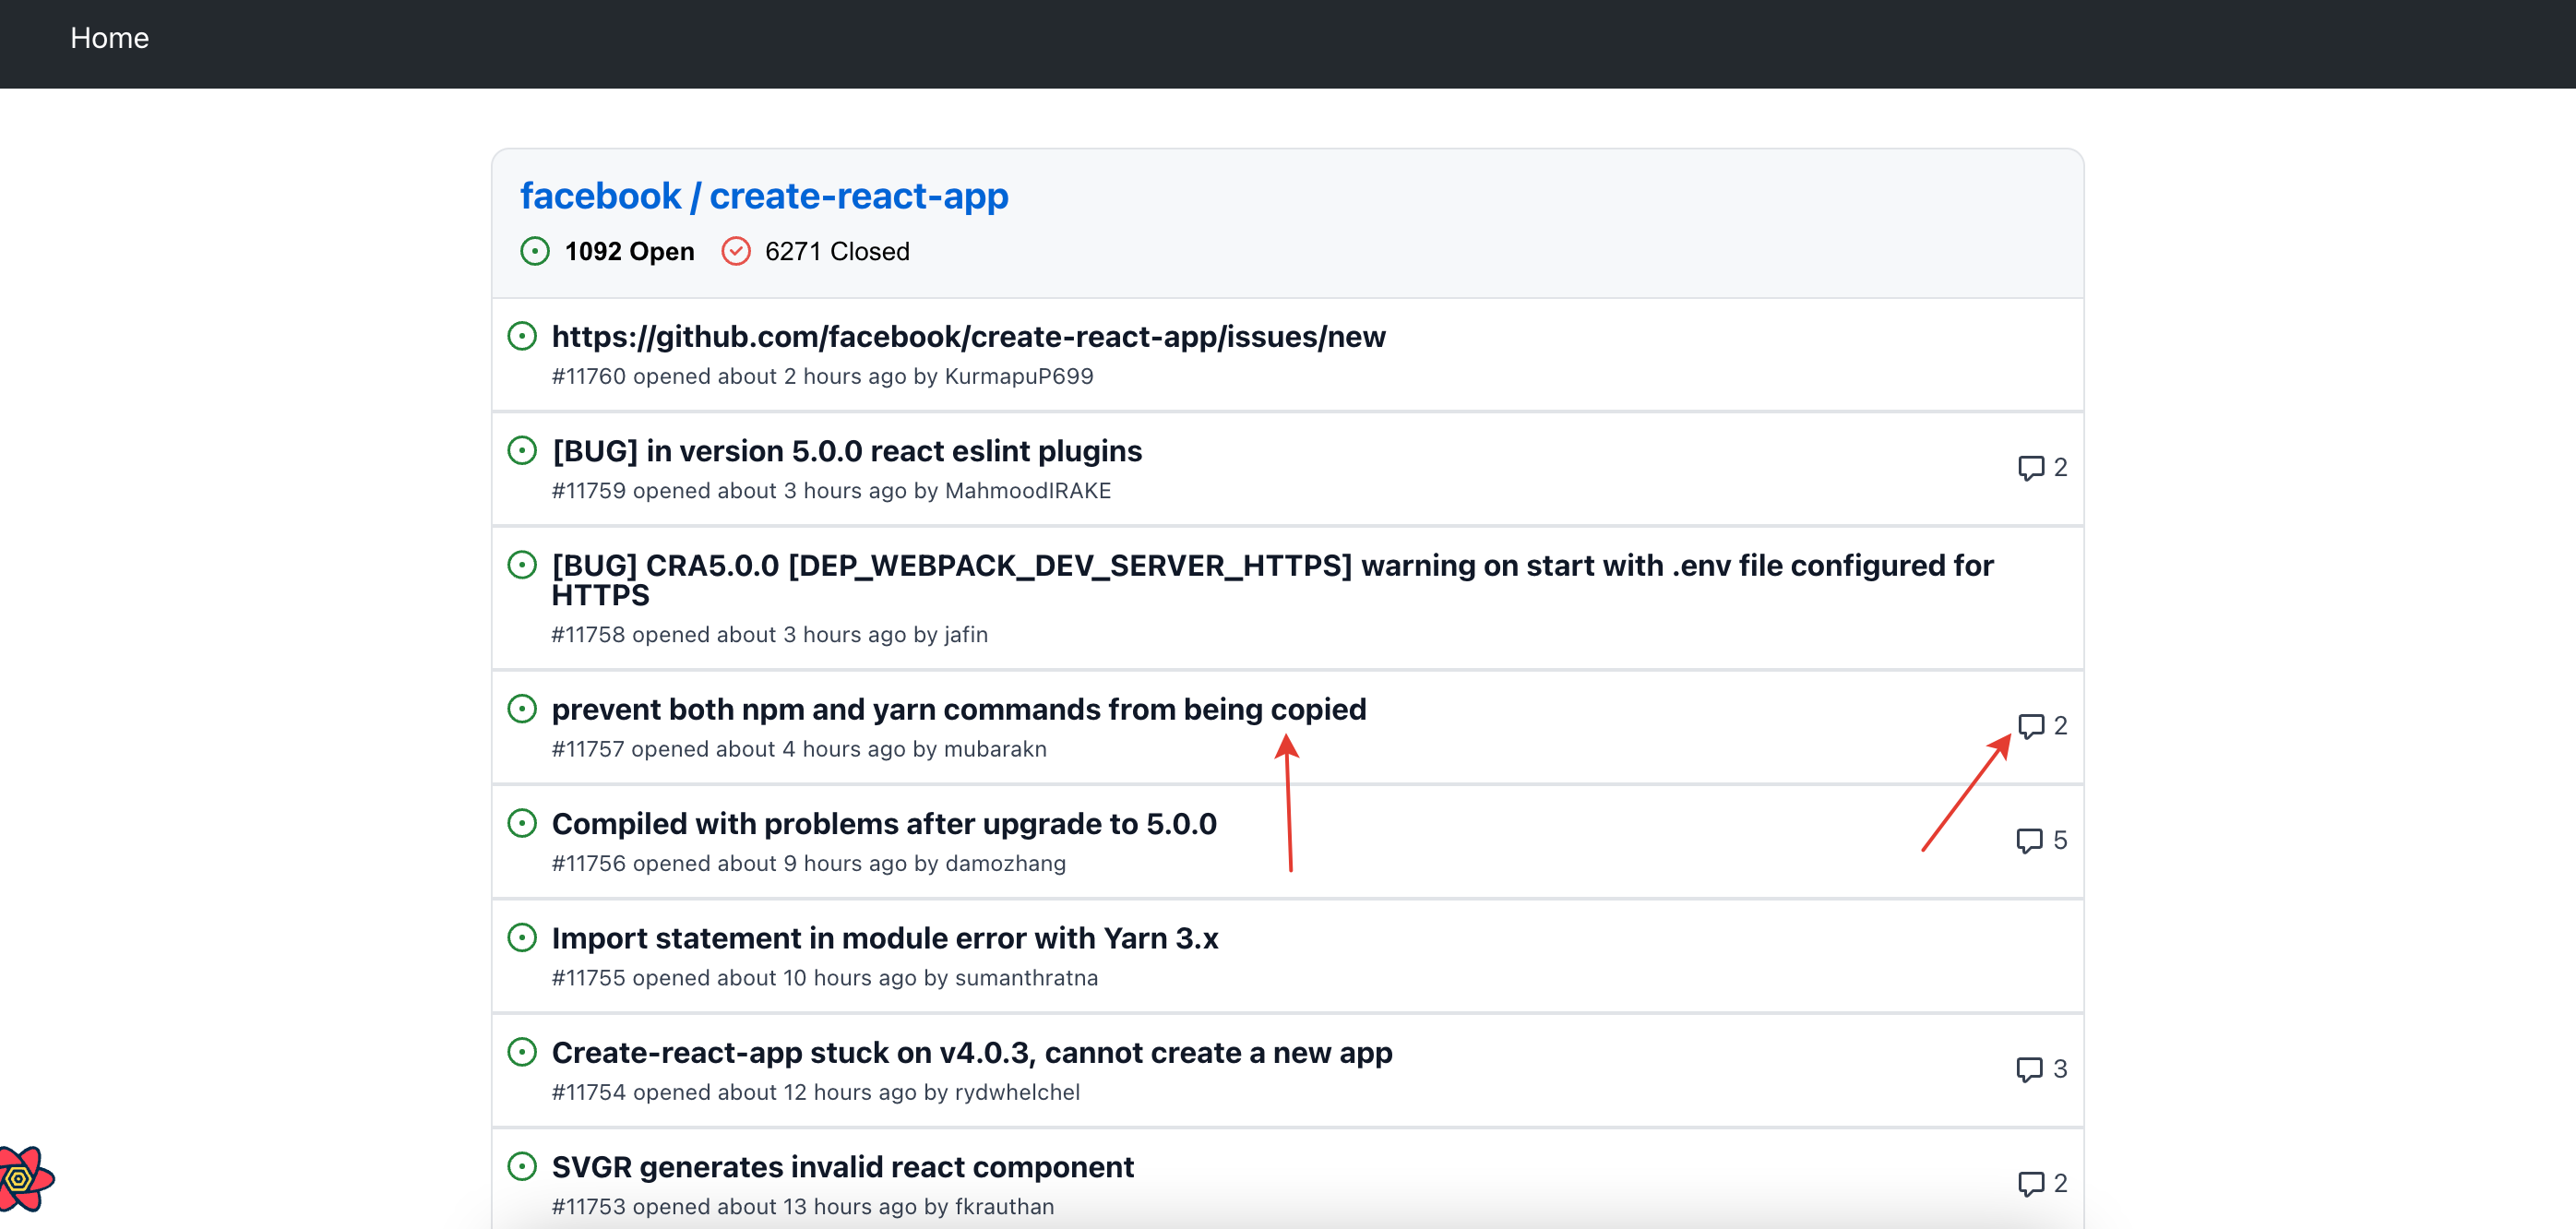 Home
facebook / create-react-app
1092 Open 6271 Closed
https://github.com/facebook/create-react-app/issues/new
#11760 opened about 2 hours ago by KurmapuP699
[BUG] in version 5.0.0 react eslint plugins
2
#11759 opened about 3 hours ago by MahmoodIRAKE
[BUG] CRA5.0.0 [DEP_WEBPACK_DEV_SERVER_HTTPS] warning on start with .env file configured for
HTTPS
#11758 opened about 3 hours ago by jafin
prevent both npm and yarn commands from being copied
2
#11757 opened about 4 hours ago by mubarakn
Compiled with problems after upgrade to 5.0.0
5
#11756 opened about 9 hours ago by damozhang
Import statement in module error with Yarn 3.x
#11755 opened about 10 hours ago by sumanthratna
Create-react-app stuck on v4.0.3, cannot create a new app
3
#11754 opened about 12 hours ago by rydwhelchel
SVGR generates invalid react component
2
#11753 opened about 13 hours ago by fkrauthan